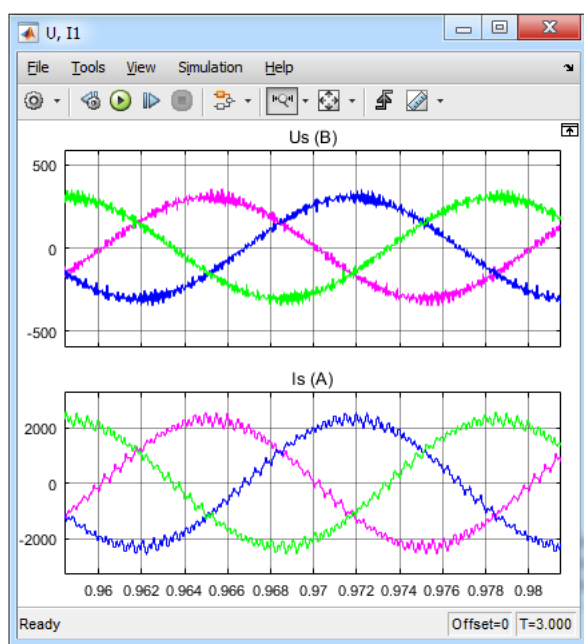 U, I1
File Tools View Simulation Help
Us (B)
500
0
-500
Is (A)
2000
0
-2000
0.96 0.962 0.964 0.966 0.968 0.97 0.972 0.974 0.976 0.978 0.98
Ready Offset=0 T=3.000